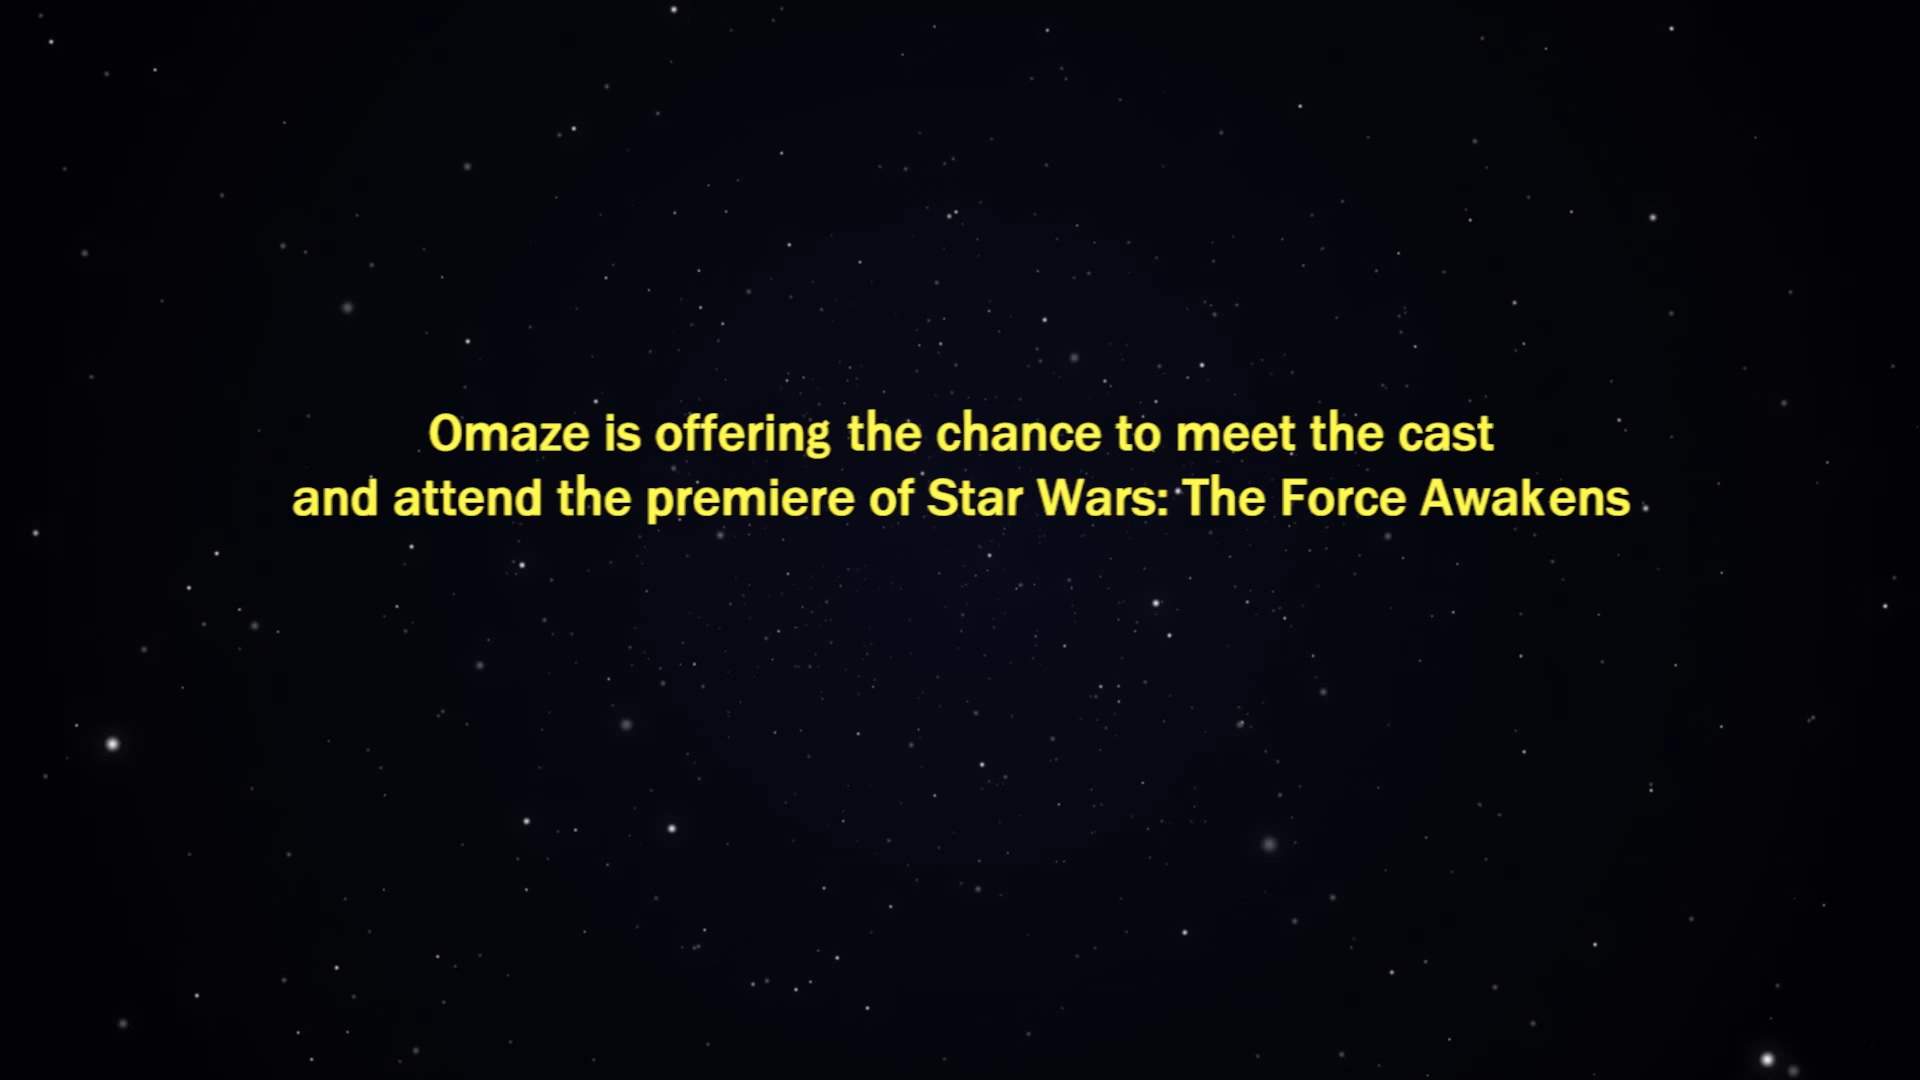 Omaze is offering the chance to meet the cast
and attend the premiere of Star Wars: The Force Awakens